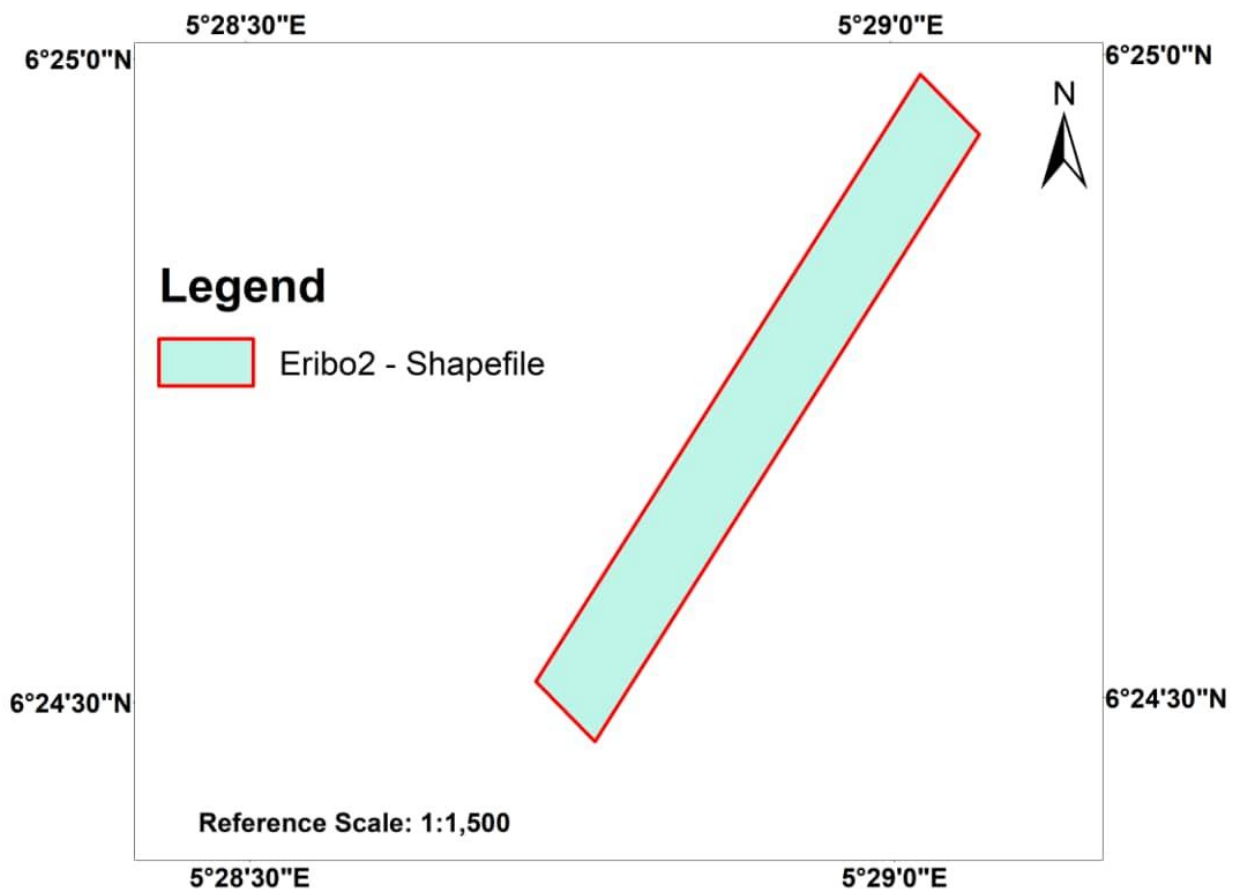 5°28'30"E 5°29'0"E
6°25'0"N 6°25'0"N
N
Legend
Eribo2 - Shapefile
6°24'30"N 6°24'30"N
Reference Scale: 1:1,500
5°28'30"E 5°29'0"E